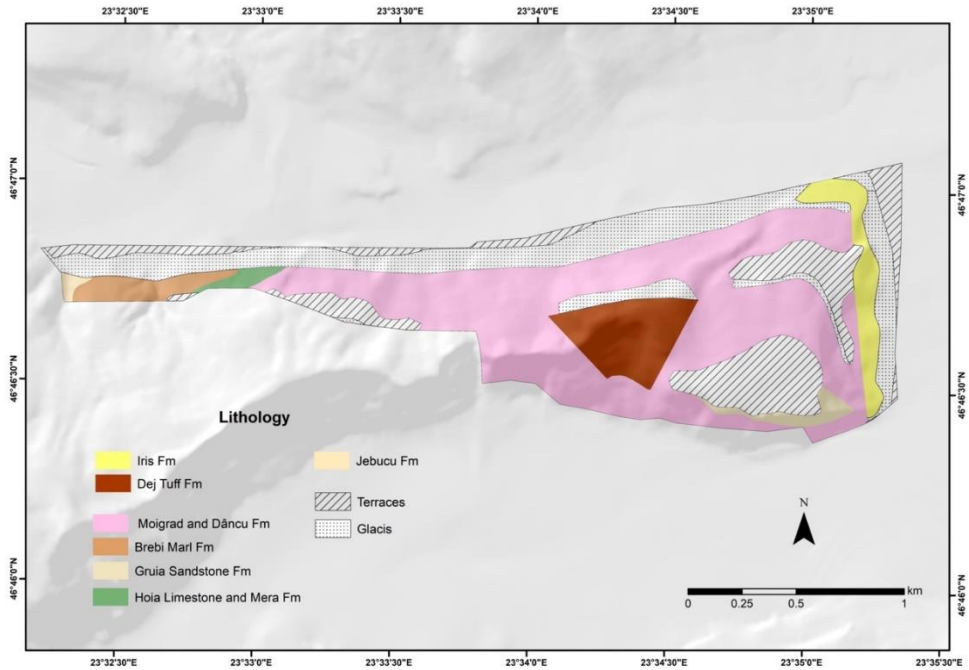 23°32'30"E 23°33'0"E 23°33'30"E 23°34'0"E 23°34'30"E 23°35'0"E
46°47'0"N 46°47'0"N
46°46'30"N 46°46'30"N
Lithology
Iris Fm
Jebucu Fm
Dej Tuff Fm
Terraces
Moigrad and Dâncu Fm
Glacis
Brebi Marl Fm
N
Gruia Sandstone Fm
46°46'0"N 46°46'0"N
Hoia Limestone and Mera Fm
km
0 0.25 0.5 1
23°32'30"E 23°33'0"E 23°33'30"E 23°34'0"E 23°34'30"E 23°35'0"E 23°35'30"E